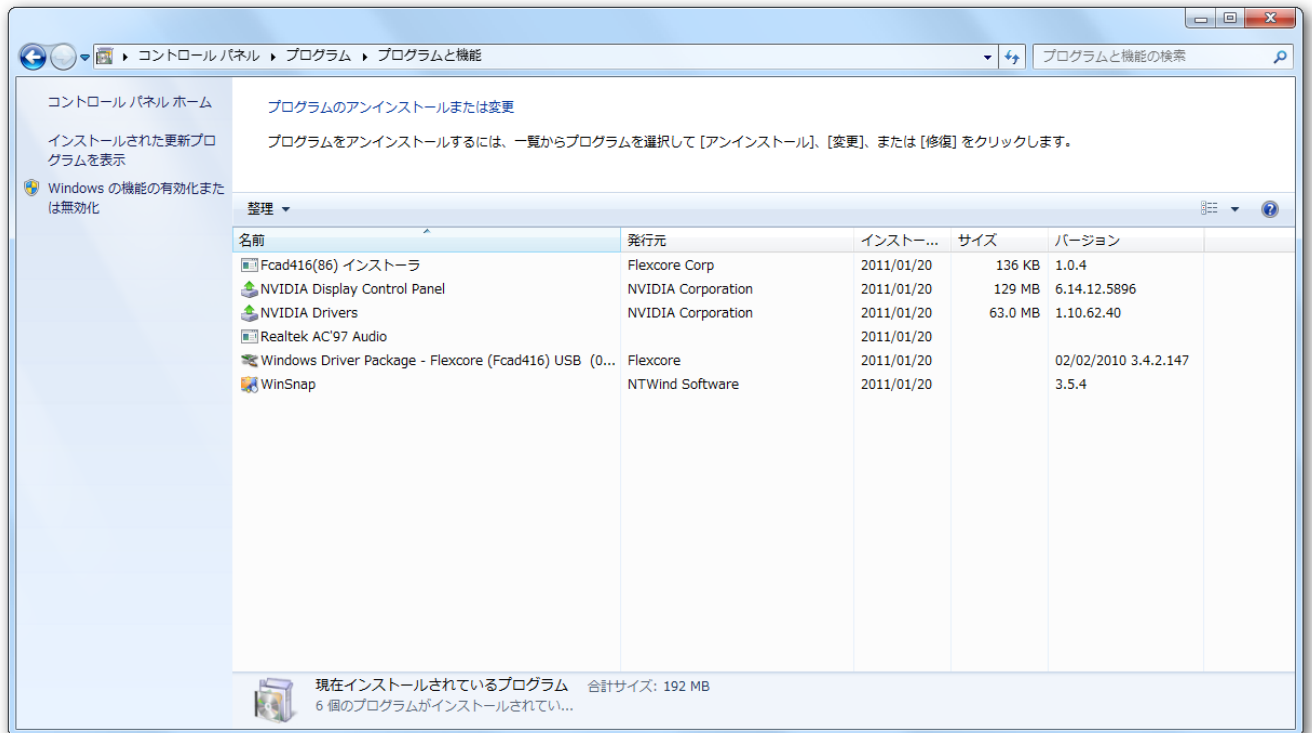 コントロール パネル ▸ プログラム ▸ プログラムと機能
プログラムと機能の検索
コントロール パネル ホーム
インストールされた更新プロ
グラムを表示
Windows の機能の有効化また
は無効化
プログラムのアンインストールまたは変更
プログラムをアンインストールするには、一覧からプログラムを選択して [アンインストール]、[変更]、または [修復] をクリックします。
整理
名前 発行元 インストー... サイズ バージョン
Fcad416(86) インストーラ Flexcore Corp 2011/01/20 136 KB 1.0.4
NVIDIA Display Control Panel NVIDIA Corporation 2011/01/20 129 MB 6.14.12.5896
NVIDIA Drivers NVIDIA Corporation 2011/01/20 63.0 MB 1.10.62.40
Realtek AC'97 Audio 2011/01/20
Windows Driver Package - Flexcore (Fcad416) USB (0... Flexcore 2011/01/20 02/02/2010 3.4.2.147
WinSnap NTWind Software 2011/01/20 3.5.4
現在インストールされているプログラム 合計サイズ: 192 MB
6 個のプログラムがインストールされてい...